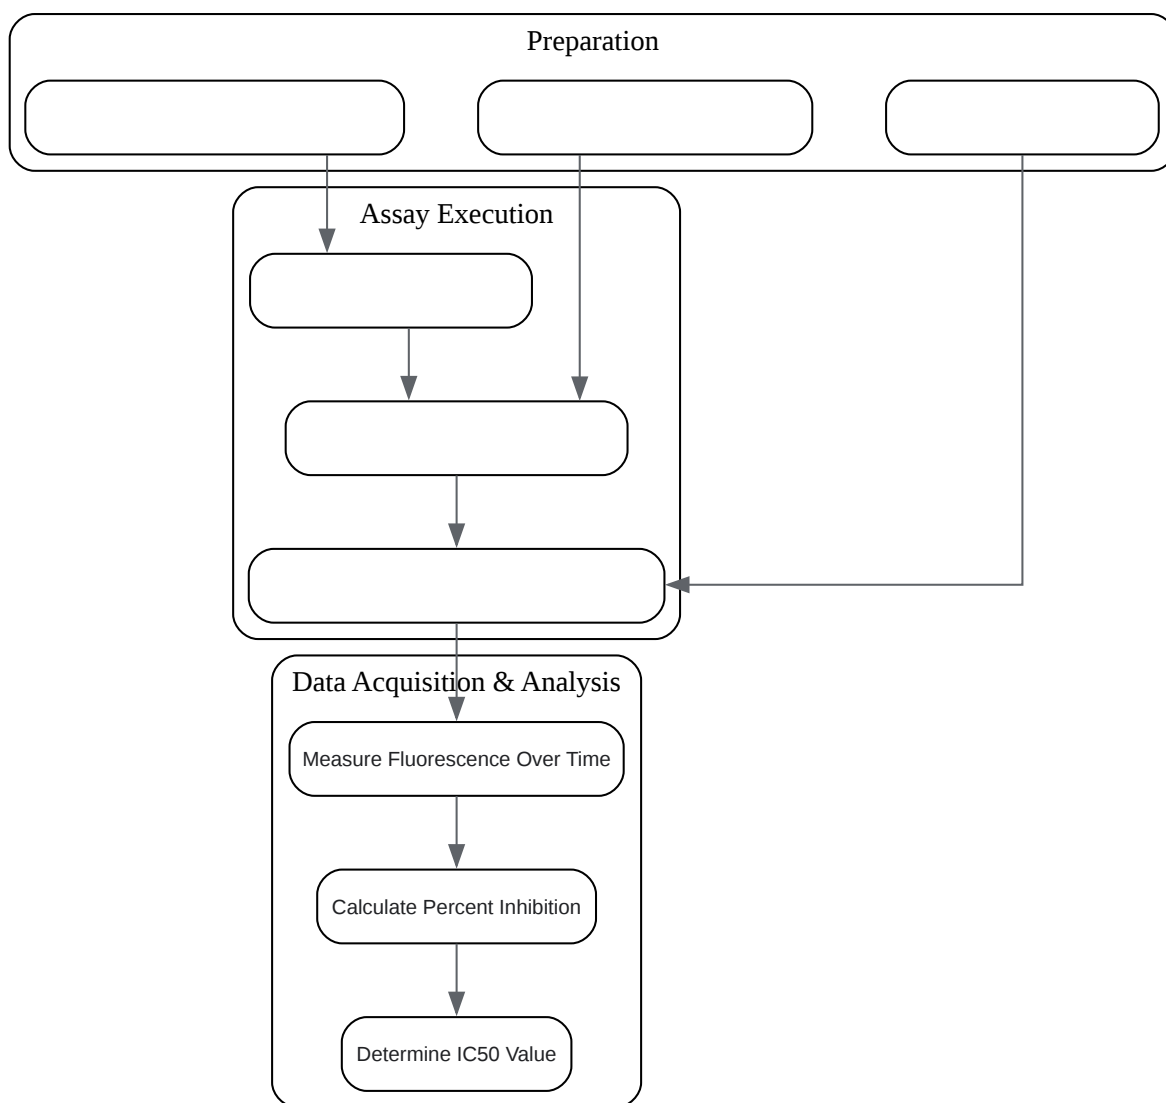 Preparation
Assay Execution
Data Acquisition & Analysis
Measure Fluorescence Over Time
Calculate Percent Inhibition
Determine IC50 Value